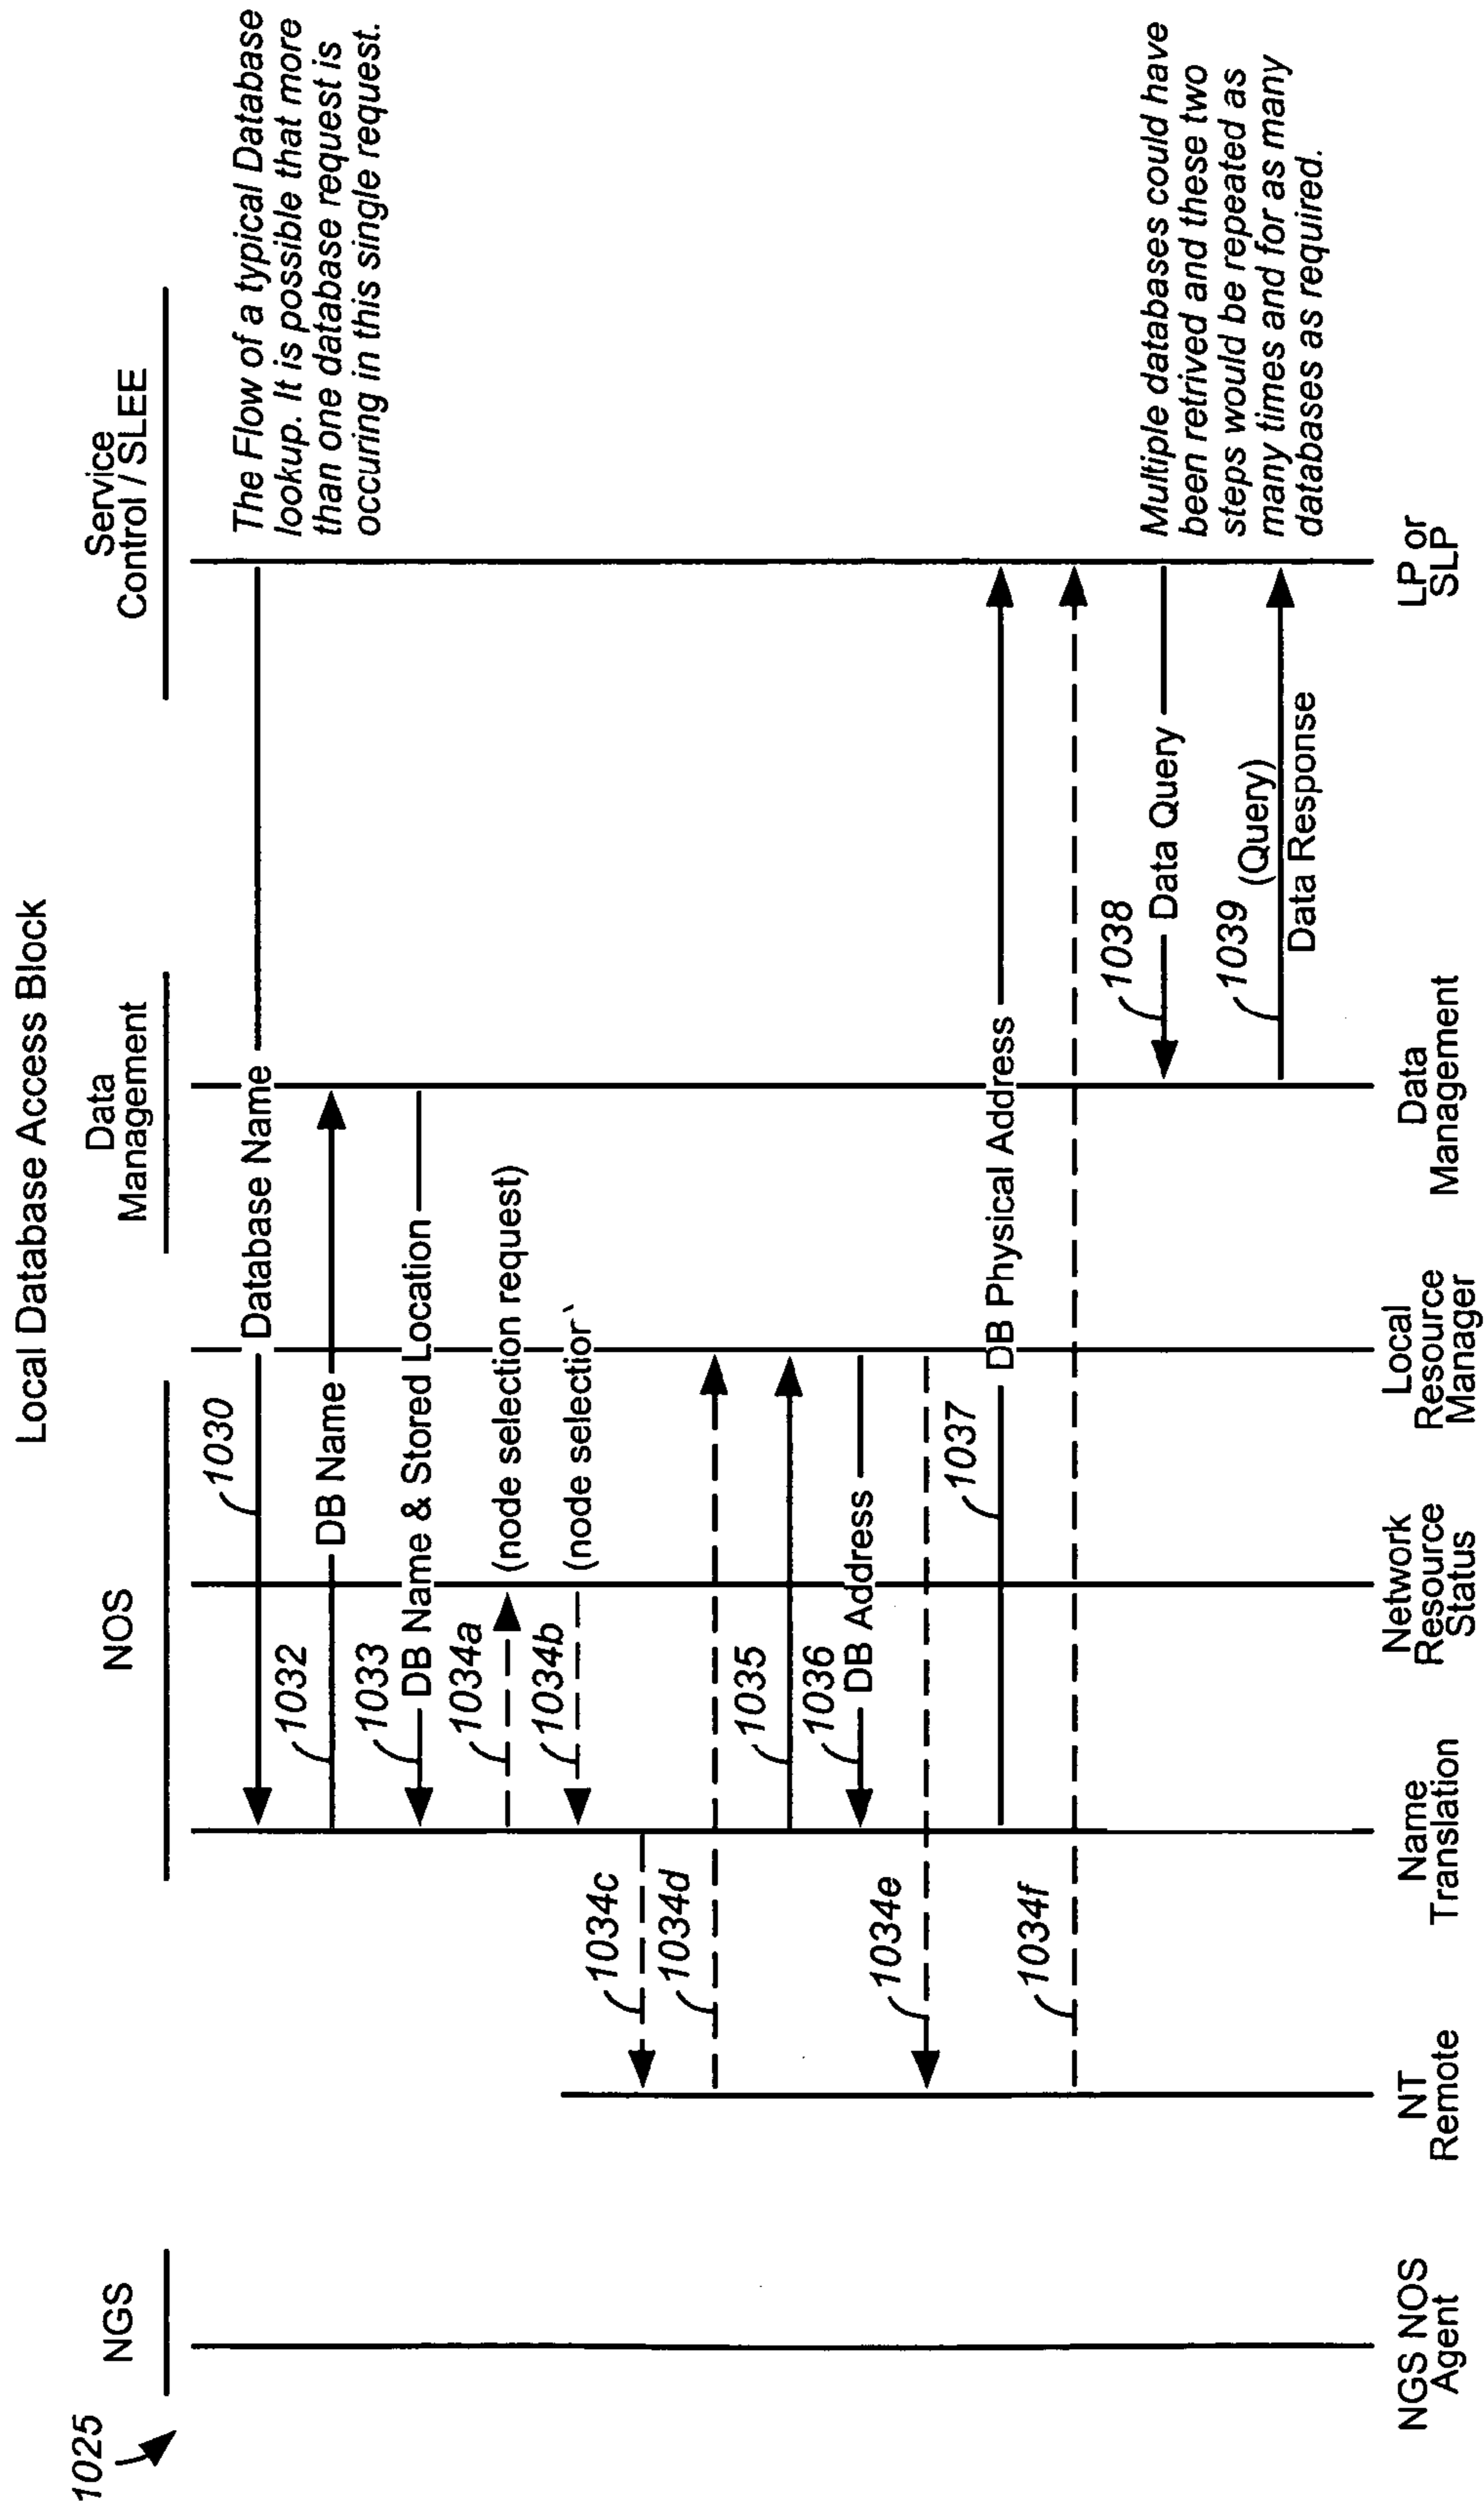 Local Database Access Block
1025
NGS
NOS
Data
Management
Service
Control / SLEE
The Flow of a typical Database
lookup. It is possible that more
than one database request is
occuring in this single request.
1030
Database Name
1032
DB Name
1033
DB Name & Stored Location
1034a
(node selection request)
1034b
(node selection
1034c
1034d
1035
1036
DB Address
1034e
1037
DB Physical Address
1034f
1038
Data Query
1039
(Query)
Data Response
Multiple databases could have
been retrived and these two
steps would be repeated as
many times and for as many
databases as required.
NGS NOS
Agent
NT
Remote
Name
Translation
Network
Resource
Status
Local
Resource
Manager
Data
Management
LP or
SLP